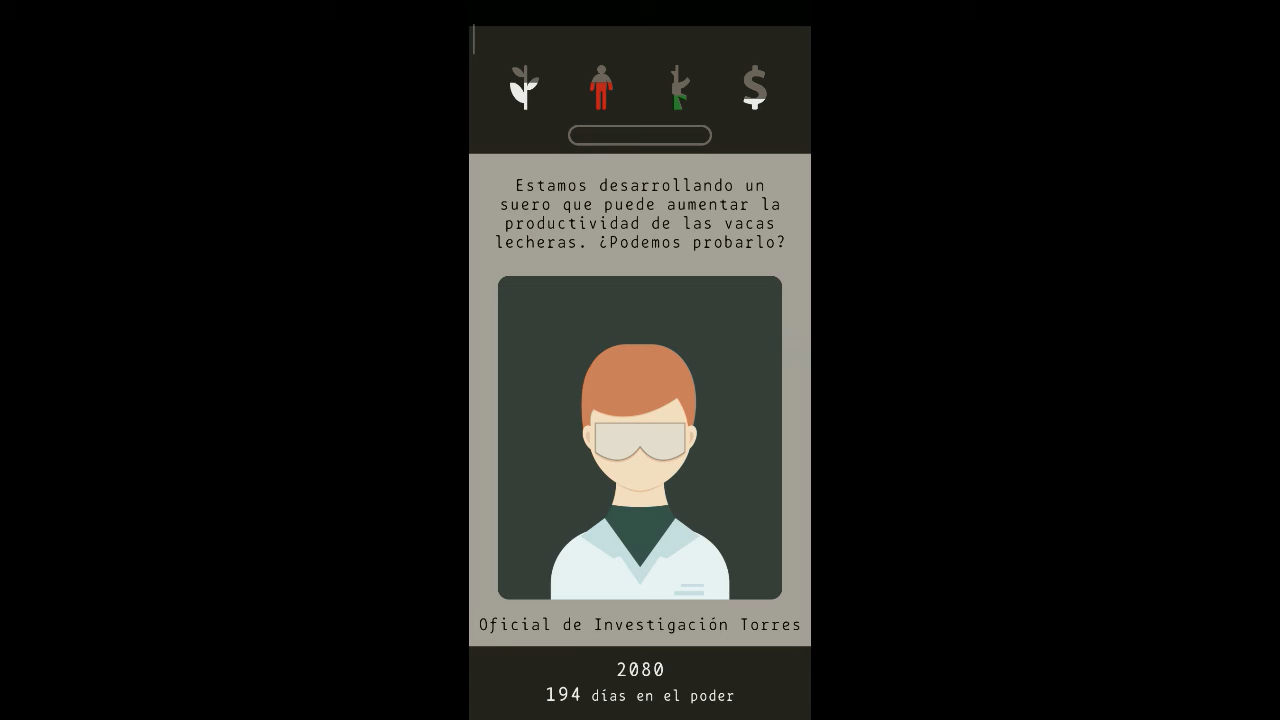 Estamos desarrollando un
suero que puede aumentar la
productividad de las vacas
lecheras. ¿Podemos probarlo?
Oficial de Investigación Torres
2080
194 días en el poder